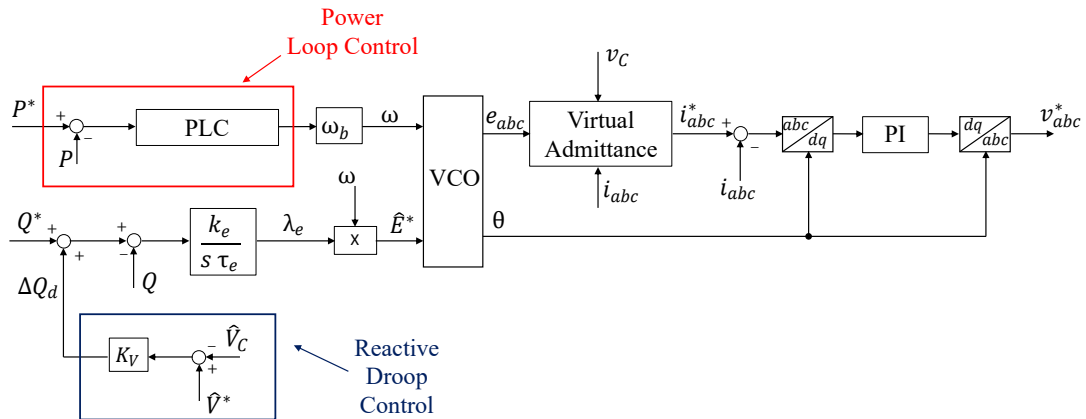 Power
Loop Control
P*
+
−
P
PLC
ω_b
ω
VCO
e_abc
v_C
Virtual
Admittance
i_abc
i*_abc
+
−
i_abc
abc
dq
PI
dq
abc
v*_abc
θ
Q*
+
+
ΔQ_d
+
−
Q
k_e
s τ_e
λ_e
ω
x
Ê*
K_V
−
V̂_C
+
V̂*
Reactive
Droop
Control